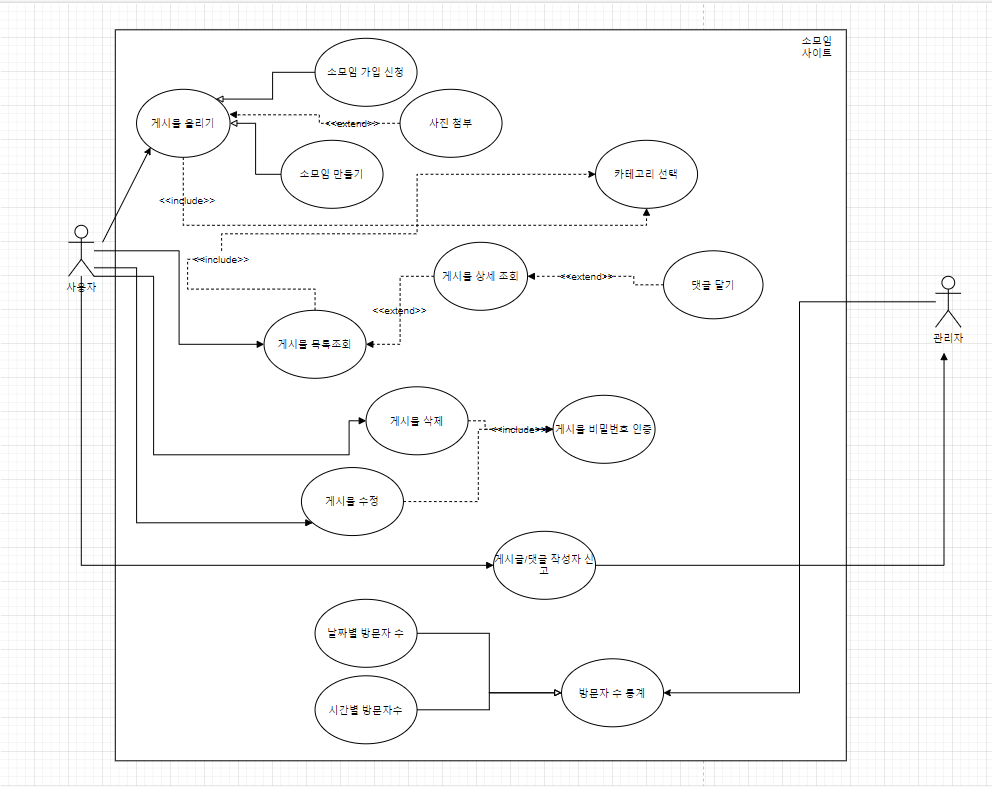 소모임
사이트
소모임 가입 신청
게시물 올리기
<<extend>>
사진 첨부
소모임 만들기
카테고리 선택
<<include>>
<<include>>
게시물 상세 조회
<<extend>>
댓글 달기
사용자
<<extend>>
관리자
게시물 목록조회
게시물 삭제
<<include>>
게시물 비밀번호 인증
게시물 수정
게시글/댓글 작성자 신
고
날짜별 방문자 수
방문자 수 통계
시간별 방문자수